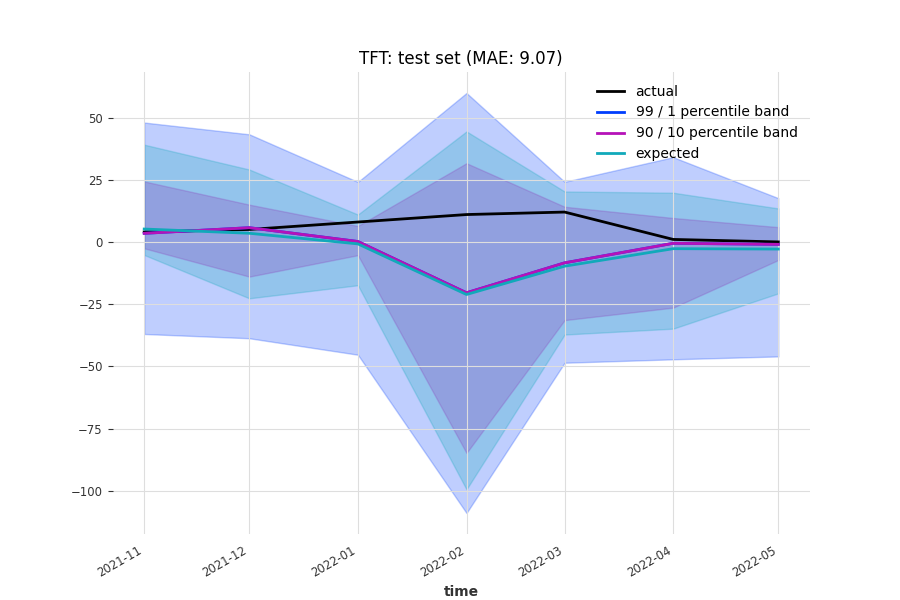 TFT: test set (MAE: 9.07)
actual
99 / 1 percentile band
90 / 10 percentile band
expected
50
25
0
−25
−50
−75
−100
2021-11
2021-12
2022-01
2022-02
2022-03
2022-04
2022-05
time